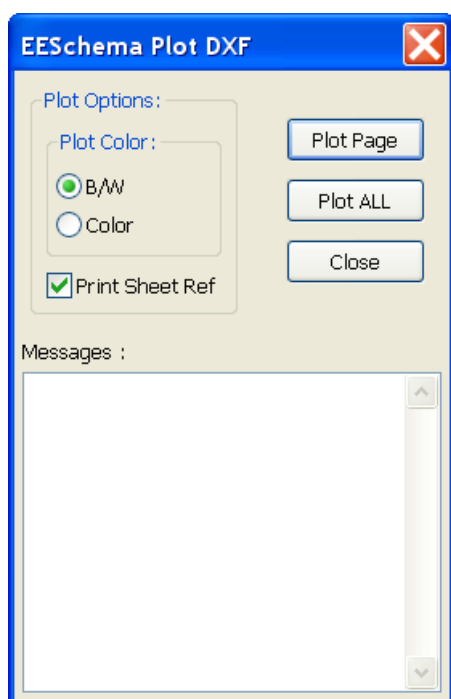 EESchema Plot DXF
Plot Options:
Plot Color:
B/W
Color
Print Sheet Ref
Plot Page
Plot ALL
Close
Messages :